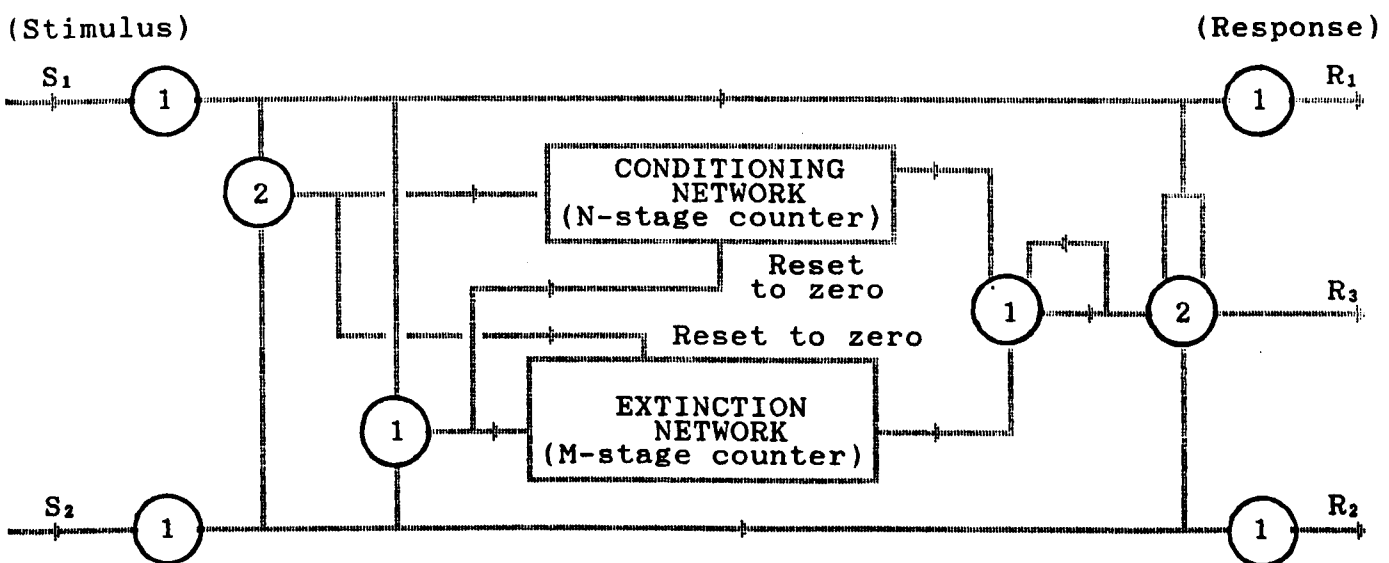 (Stimulus) (Response)
S₁ 1 1 R₁
2
CONDITIONING
NETWORK
(N-stage counter)
Reset
to zero
1 2 R₃
Reset to zero
1
EXTINCTION
NETWORK
(M-stage counter)
S₂ 1 1 R₂